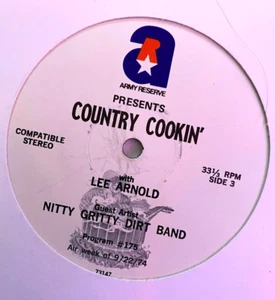 a
R
ARMY RESERVE
PRESENTS
COUNTRY COOKIN'
COMPATIBLE
STEREO
33⅓ RPM
SIDE 3
with
LEE ARNOLD
Guest Artist
NITTY GRITTY DIRT BAND
Program #175
Air week of 9/22/74
73147